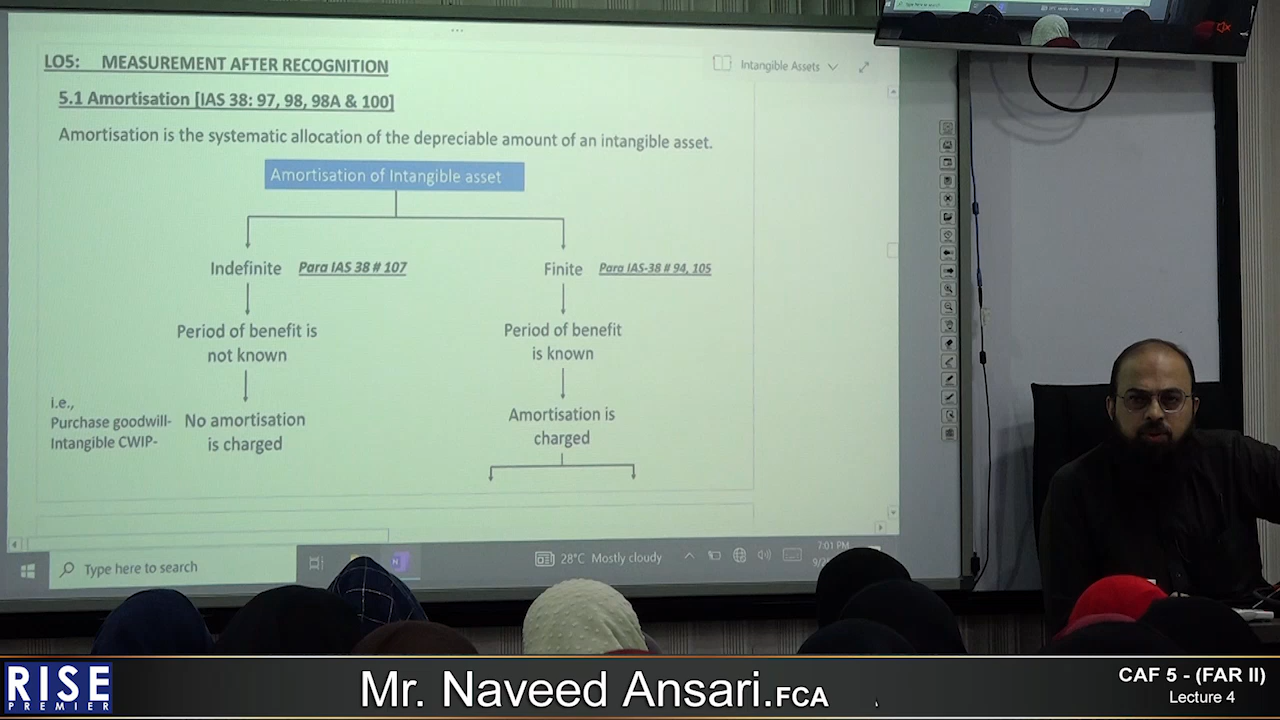 LO5: MEASUREMENT AFTER RECOGNITION
Intangible Assets
5.1 Amortisation [IAS 38: 97, 98, 98A & 100]
Amortisation is the systematic allocation of the depreciable amount of an intangible asset.
Amortisation of Intangible asset
Indefinite Para IAS 38 # 107
Finite Para IAS-38 # 94, 105
Period of benefit is
not known
Period of benefit
is known
i.e.,
Purchase goodwill-
Intangible CWIP-
No amortisation
is charged
Amortisation is
charged
Type here to search
28°C Mostly cloudy
7:01 PM
RISE
PREMIER
Mr. Naveed Ansari.FCA
CAF 5 - (FAR II)
Lecture 4